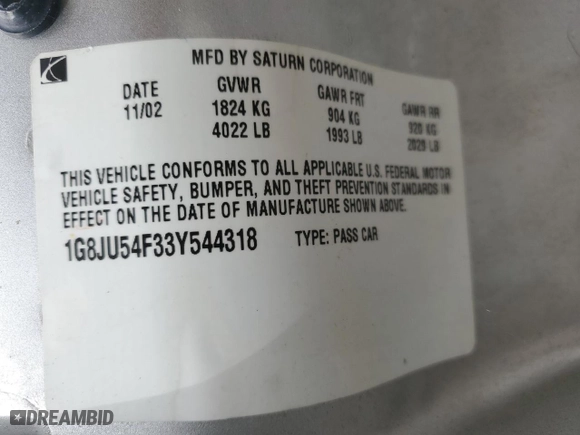 MFD BY SATURN CORPORATION
DATE GVWR GAWR FRT GAWR RR
11/02 1824 KG 904 KG 920 KG
4022 LB 1993 LB 2029 LB
THIS VEHICLE CONFORMS TO ALL APPLICABLE U.S. FEDERAL MOTOR
VEHICLE SAFETY, BUMPER, AND THEFT PREVENTION STANDARDS IN
EFFECT ON THE DATE OF MANUFACTURE SHOWN ABOVE.
1G8JU54F33Y544318 TYPE: PASS CAR
DREAMBID